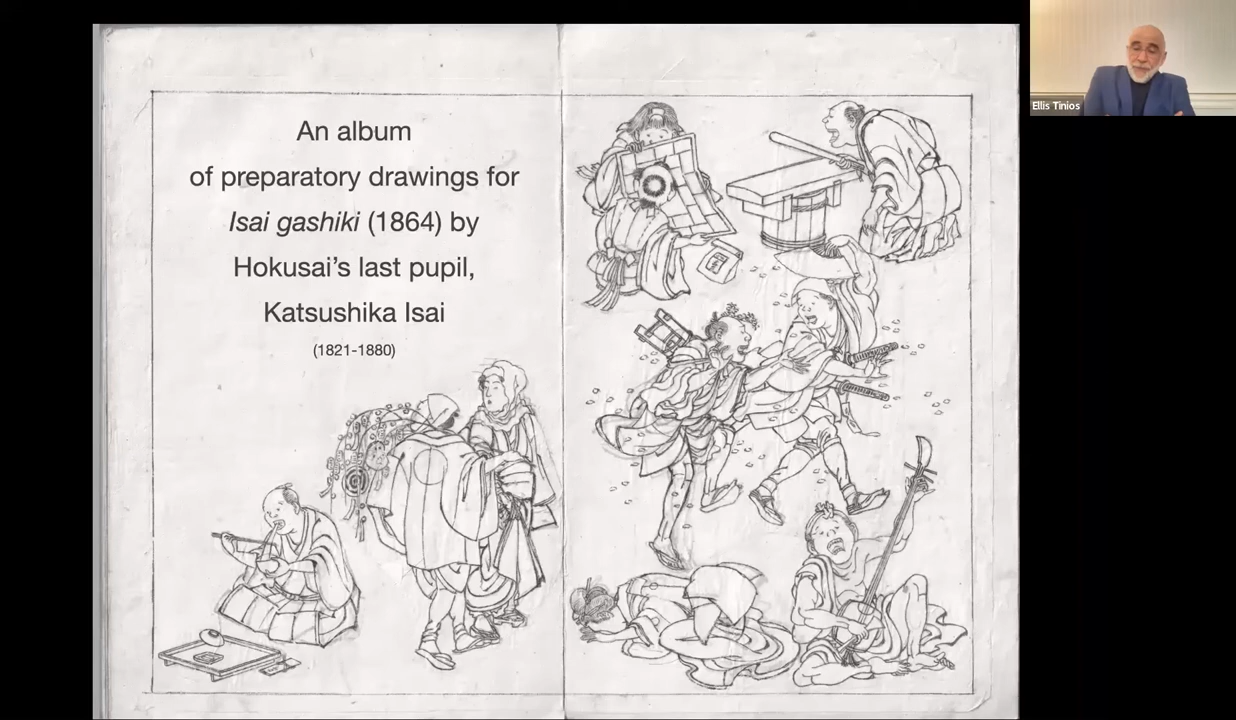 An album
of preparatory drawings for
Isai gashiki (1864) by
Hokusai’s last pupil,
Katsushika Isai
(1821-1880)
Ellis Tinios